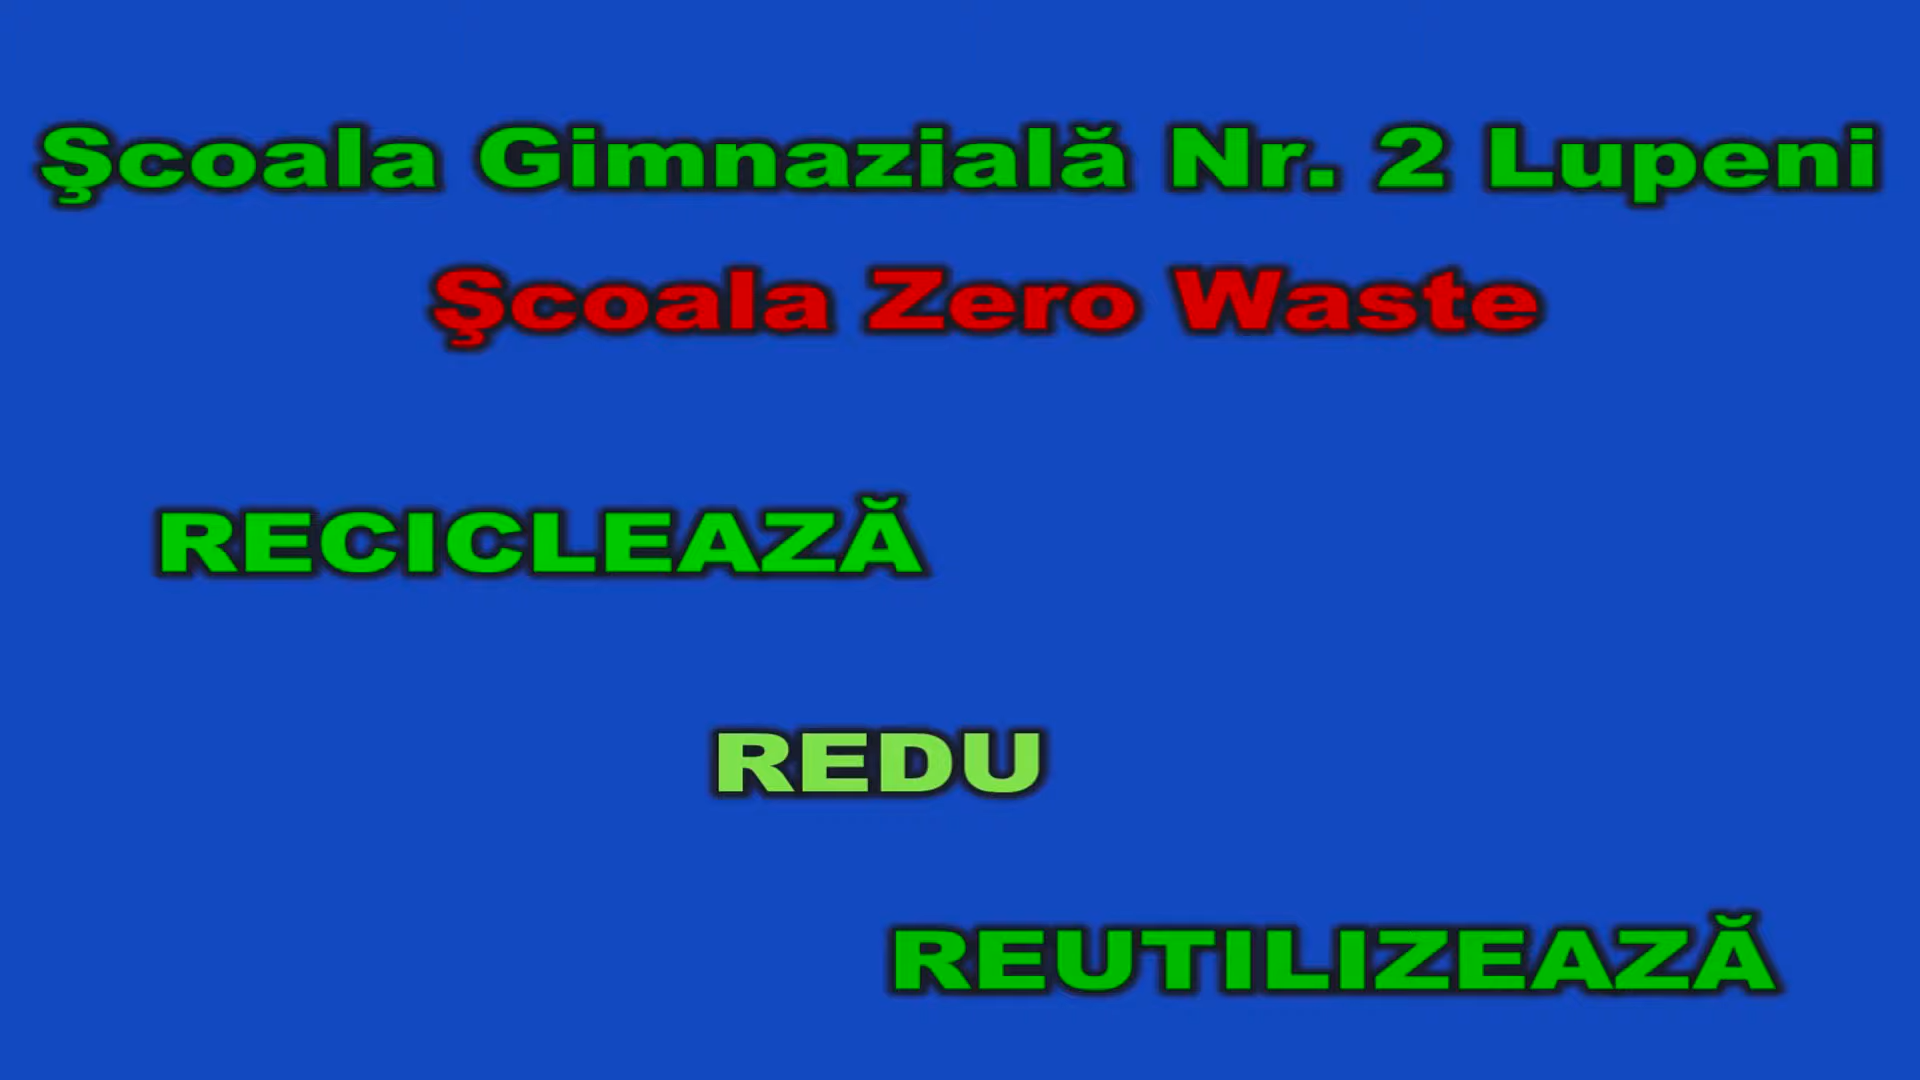 Şcoala Gimnazială Nr. 2 Lupeni
Şcoala Zero Waste
RECICLEAZĂ
REDU
REUTILIZEAZĂ